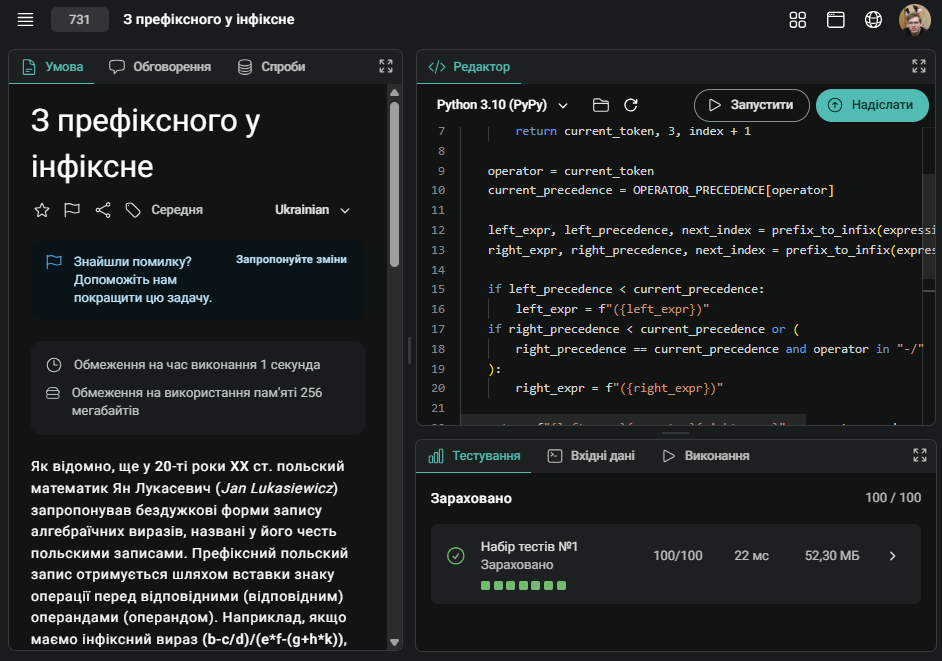 731
З префіксного у інфіксне
Умова
Обговорення
Спроби
З префіксного у
інфіксне
Середня
Ukrainian
Знайшли помилку?
Допоможіть нам
покращити цю задачу.
Запропонуйте зміни
Обмеження на час виконання 1 секунда
Обмеження на використання пам'яті 256
мегабайтів
Як відомо, ще у 20-ті роки XX ст. польский
математик Ян Лукасевич (Jan Lukasiewicz)
запропонував бездужкові форми запису
алгебраїчних виразів, названі у його честь
польскими записами. Префіксний польский
запис отримується шляхом вставки знаку
операції перед відповідними (відповідним)
операндами (операндом). Наприклад, якщо
маємо інфіксний вираз (b-c/d)/(e*f-(g+h*k)),
Редактор
Python 3.10 (PyPy)
Запустити
Надіслати
7 return current_token, 3, index + 1
8
9 operator = current_token
10 current_precedence = OPERATOR_PRECEDENCE[operator]
11
12 left_expr, left_precedence, next_index = prefix_to_infix(expressi
13 right_expr, right_precedence, next_index = prefix_to_infix(expres
14
15 if left_precedence < current_precedence:
16 left_expr = f"({left_expr})"
17 if right_precedence < current_precedence or (
18 right_precedence == current_precedence and operator in "-/"
19 ):
20 right_expr = f"({right_expr})"
21
Тестування
Вхідні дані
Виконання
Зараховано
100 / 100
Набір тестів №1
Зараховано
100/100
22 мс
52,30 МБ